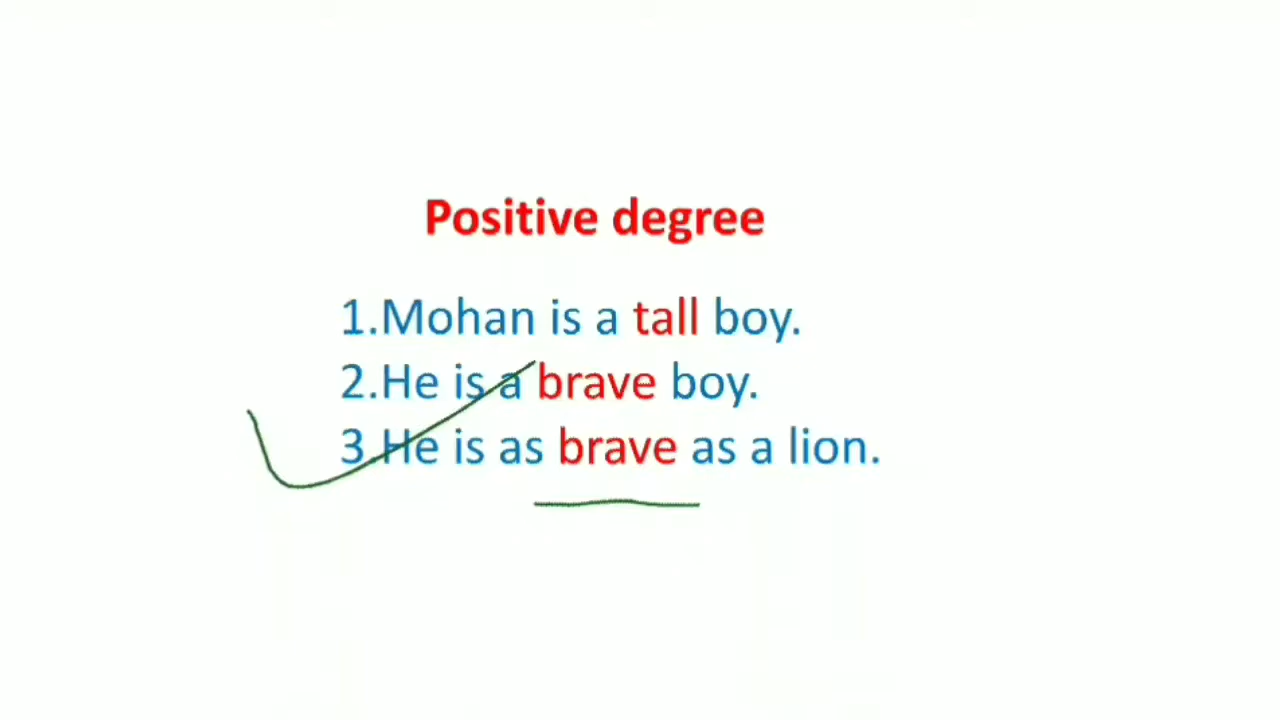 Positive degree
1.Mohan is a tall boy.
2.He is a brave boy.
3.He is as brave as a lion.